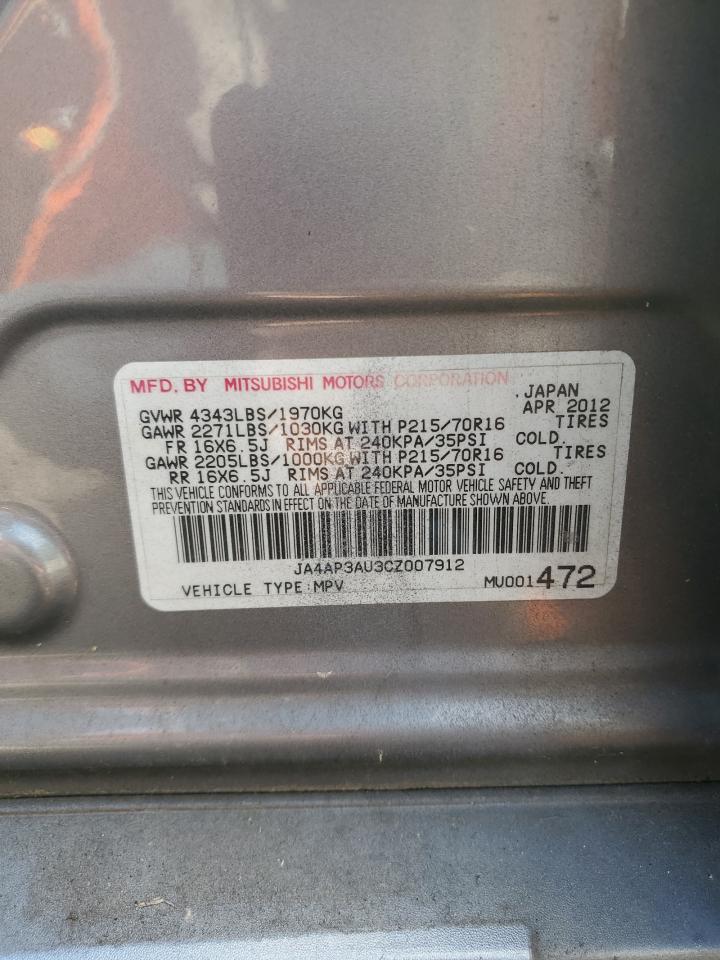 MFD. BY MITSUBISHI MOTORS CORPORATION
, JAPAN
GVWR 4343LBS/1970KG APR 2012
GAWR 2271LBS/1030KG WITH P215/70R16 TIRES
FR 16X6.5J RIMS AT 240KPA/35PSI COLD.
GAWR 2205LBS/1000KG WITH P215/70R16 TIRES
RR 16X6.5J RIMS AT 240KPA/35PSI COLD.
THIS VEHICLE CONFORMS TO ALL APPLICABLE FEDERAL MOTOR VEHICLE SAFETY AND THEFT
PREVENTION STANDARDS IN EFFECT ON THE DATE OF MANUFACTURE SHOWN ABOVE.
JA4AP3AU3CZ007912
VEHICLE TYPE:MPV MU001472